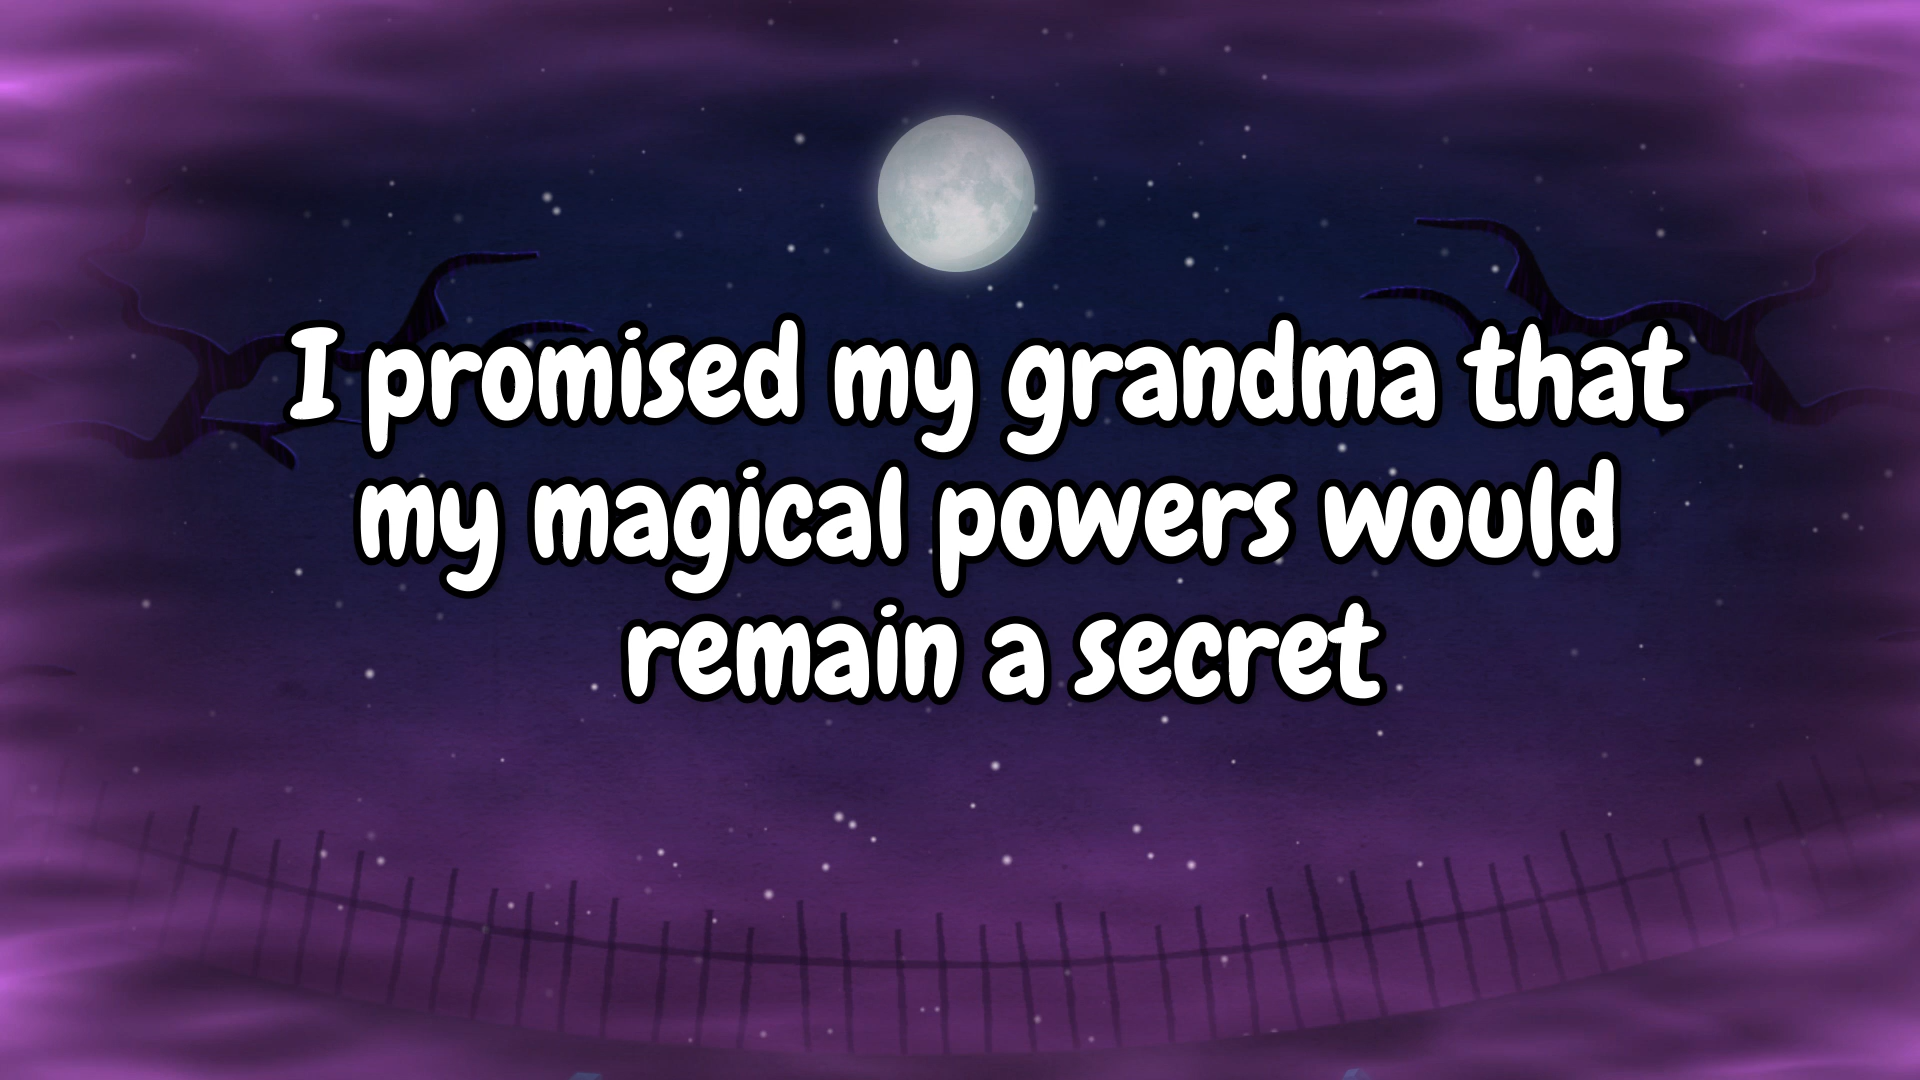 I promised my grandma that
my magical powers would
remain a secret